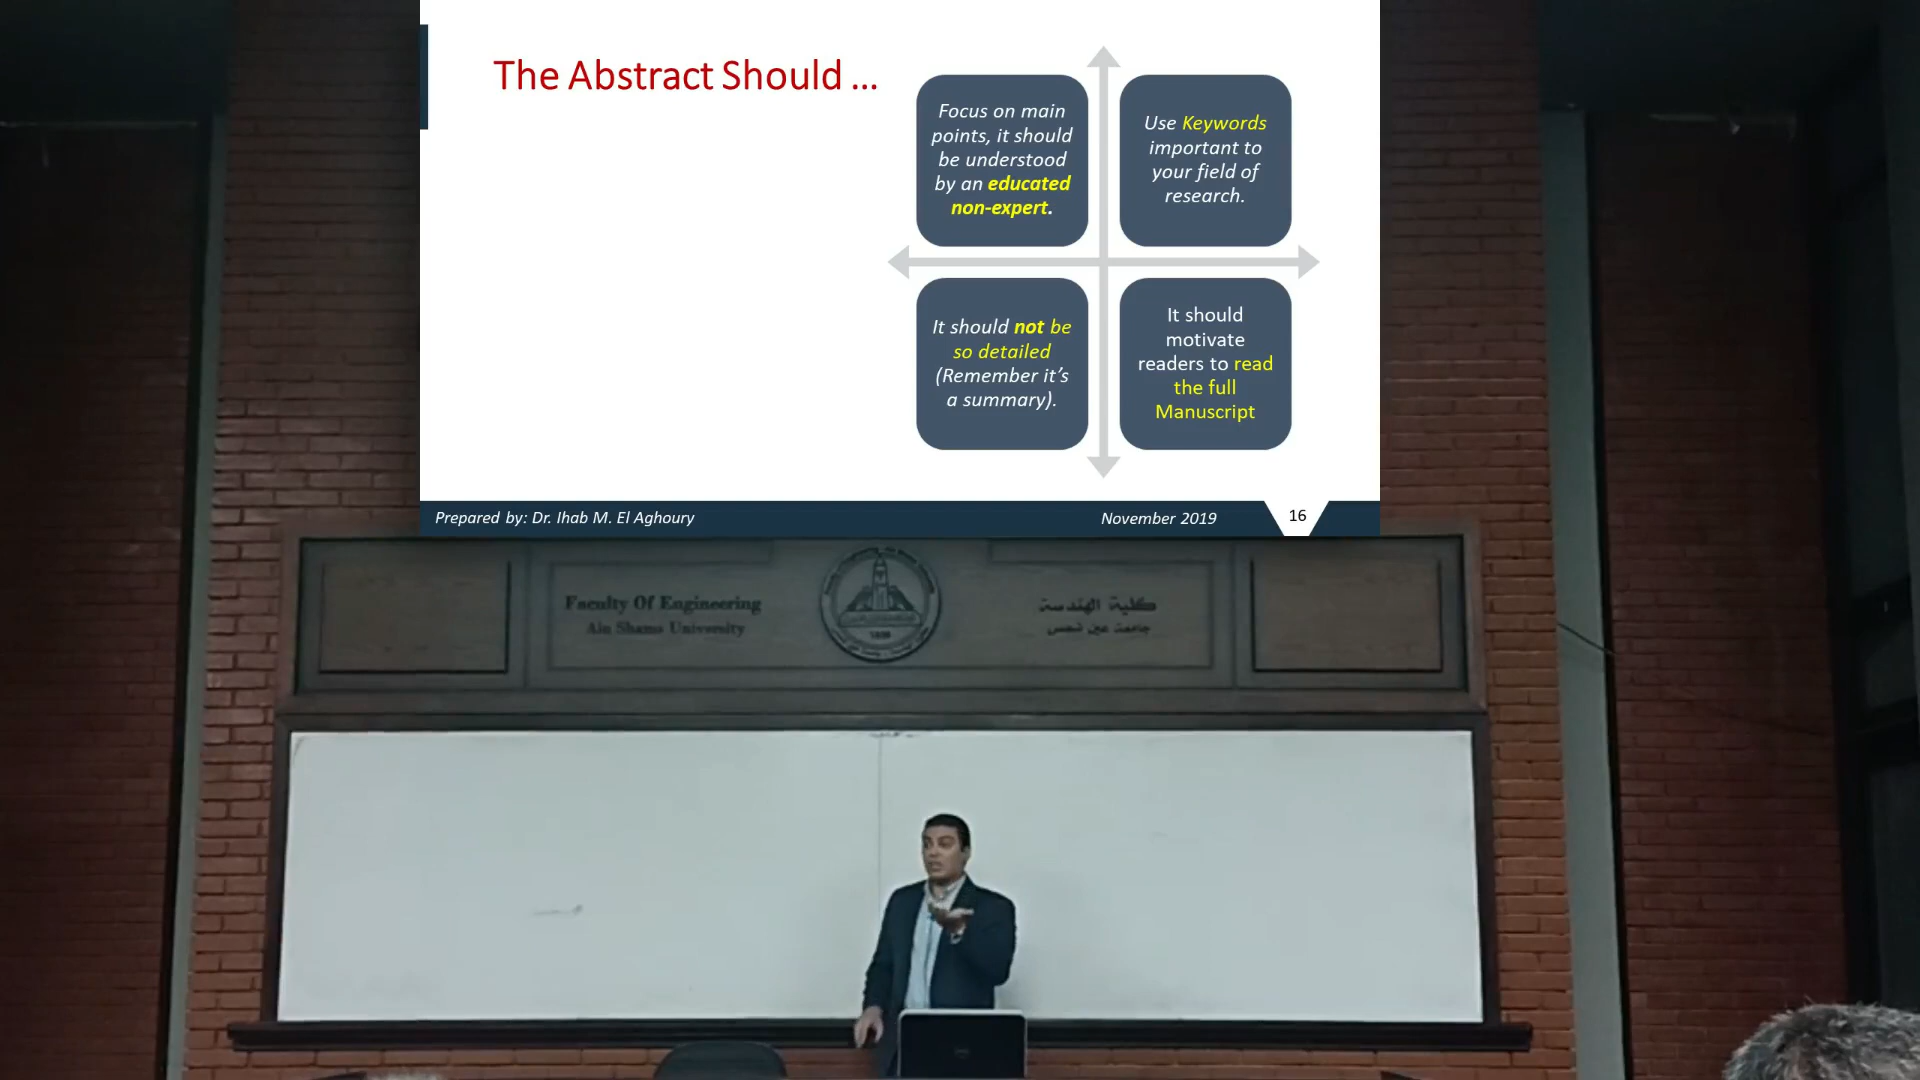 The Abstract Should ...
Focus on main
points, it should
be understood
by an educated
non-expert.
Use Keywords
important to
your field of
research.
It should not be
so detailed
(Remember it's
a summary).
It should
motivate
readers to read
the full
Manuscript
Prepared by: Dr. Ihab M. El Aghoury
November 2019
16
Faculty Of Engineering
Ain Shams University
كلية الهندسة
جامعة عين شمس